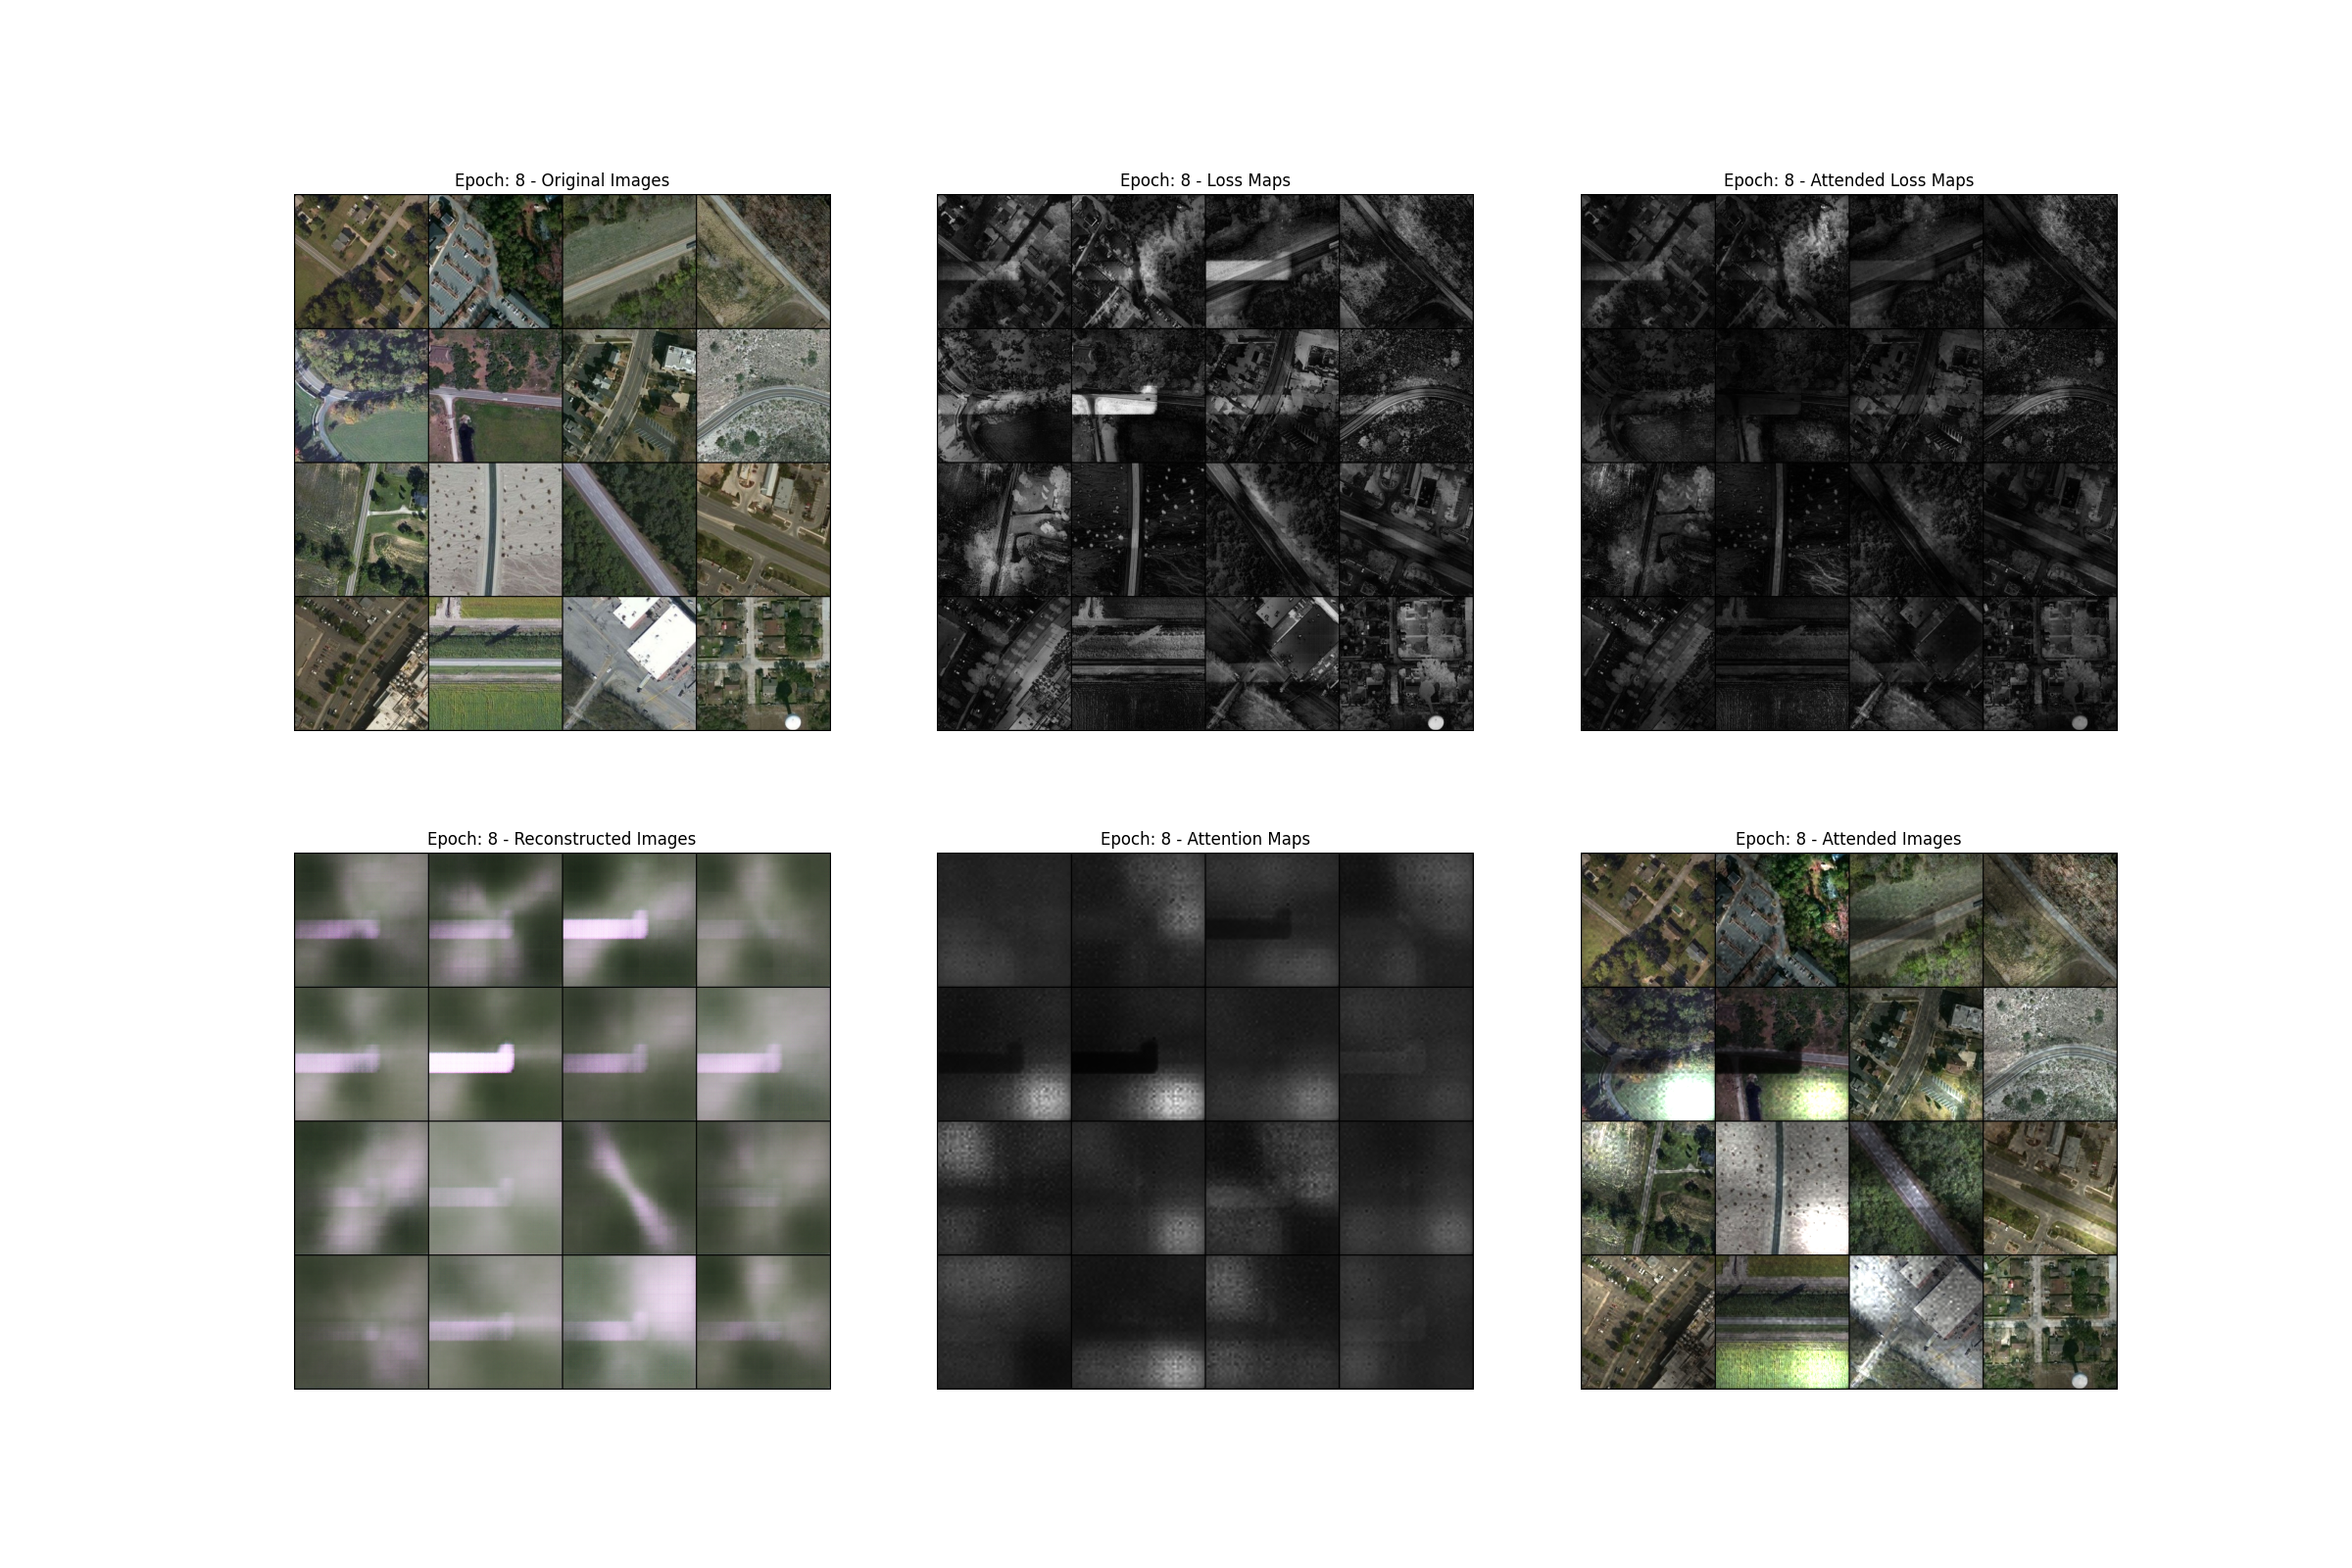 Epoch: 8 - Original Images
Epoch: 8 - Loss Maps
Epoch: 8 - Attended Loss Maps
Epoch: 8 - Reconstructed Images
Epoch: 8 - Attention Maps
Epoch: 8 - Attended Images